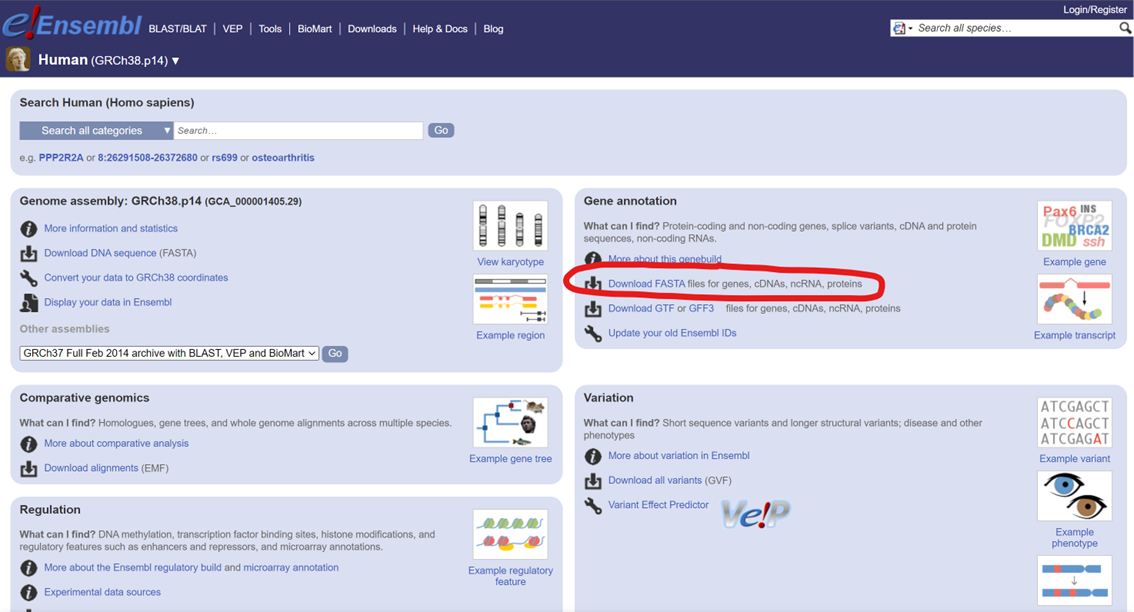 Login/Register
e!Ensembl BLAST/BLAT | VEP | Tools | BioMart | Downloads | Help & Docs | Blog
Search all species…
Human (GRCh38.p14) ▼
Search Human (Homo sapiens)
Search all categories ▼ Search… Go
e.g. PPP2R2A or 8:26291508-26372680 or rs699 or osteoarthritis
Genome assembly: GRCh38.p14 (GCA_000001405.29)
More information and statistics
Download DNA sequence (FASTA)
Convert your data to GRCh38 coordinates
Display your data in Ensembl
Other assemblies
GRCh37 Full Feb 2014 archive with BLAST, VEP and BioMart Go
View karyotype
Example region
Gene annotation
What can I find? Protein-coding and non-coding genes, splice variants, cDNA and protein
sequences, non-coding RNAs.
More about this genebuild
Download FASTA files for genes, cDNAs, ncRNA, proteins
Download GTF or GFF3 files for genes, cDNAs, ncRNA, proteins
Update your old Ensembl IDs
Pax6 INS
FOXP2
BRCA2
DMD ssh
Example gene
Example transcript
Comparative genomics
What can I find? Homologues, gene trees, and whole genome alignments across multiple species.
More about comparative analysis
Download alignments (EMF)
Example gene tree
Variation
What can I find? Short sequence variants and longer structural variants; disease and other
phenotypes
More about variation in Ensembl
Download all variants (GVF)
Variant Effect Predictor Ve!P
ATCGAGCT
ATCCAGCT
ATCGAGAT
Example variant
Example
phenotype
Regulation
What can I find? DNA methylation, transcription factor binding sites, histone modifications, and
regulatory features such as enhancers and repressors, and microarray annotations.
More about the Ensembl regulatory build and microarray annotation
Experimental data sources
Example regulatory
feature